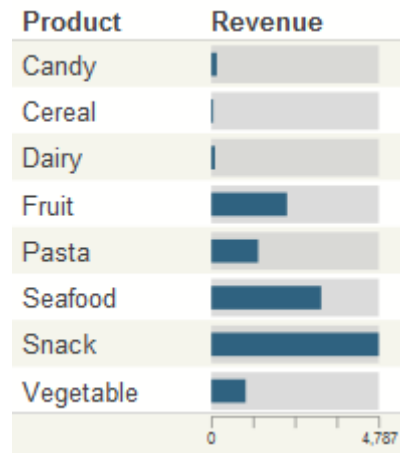 Product Revenue
Candy
Cereal
Dairy
Fruit
Pasta
Seafood
Snack
Vegetable
0 4,787